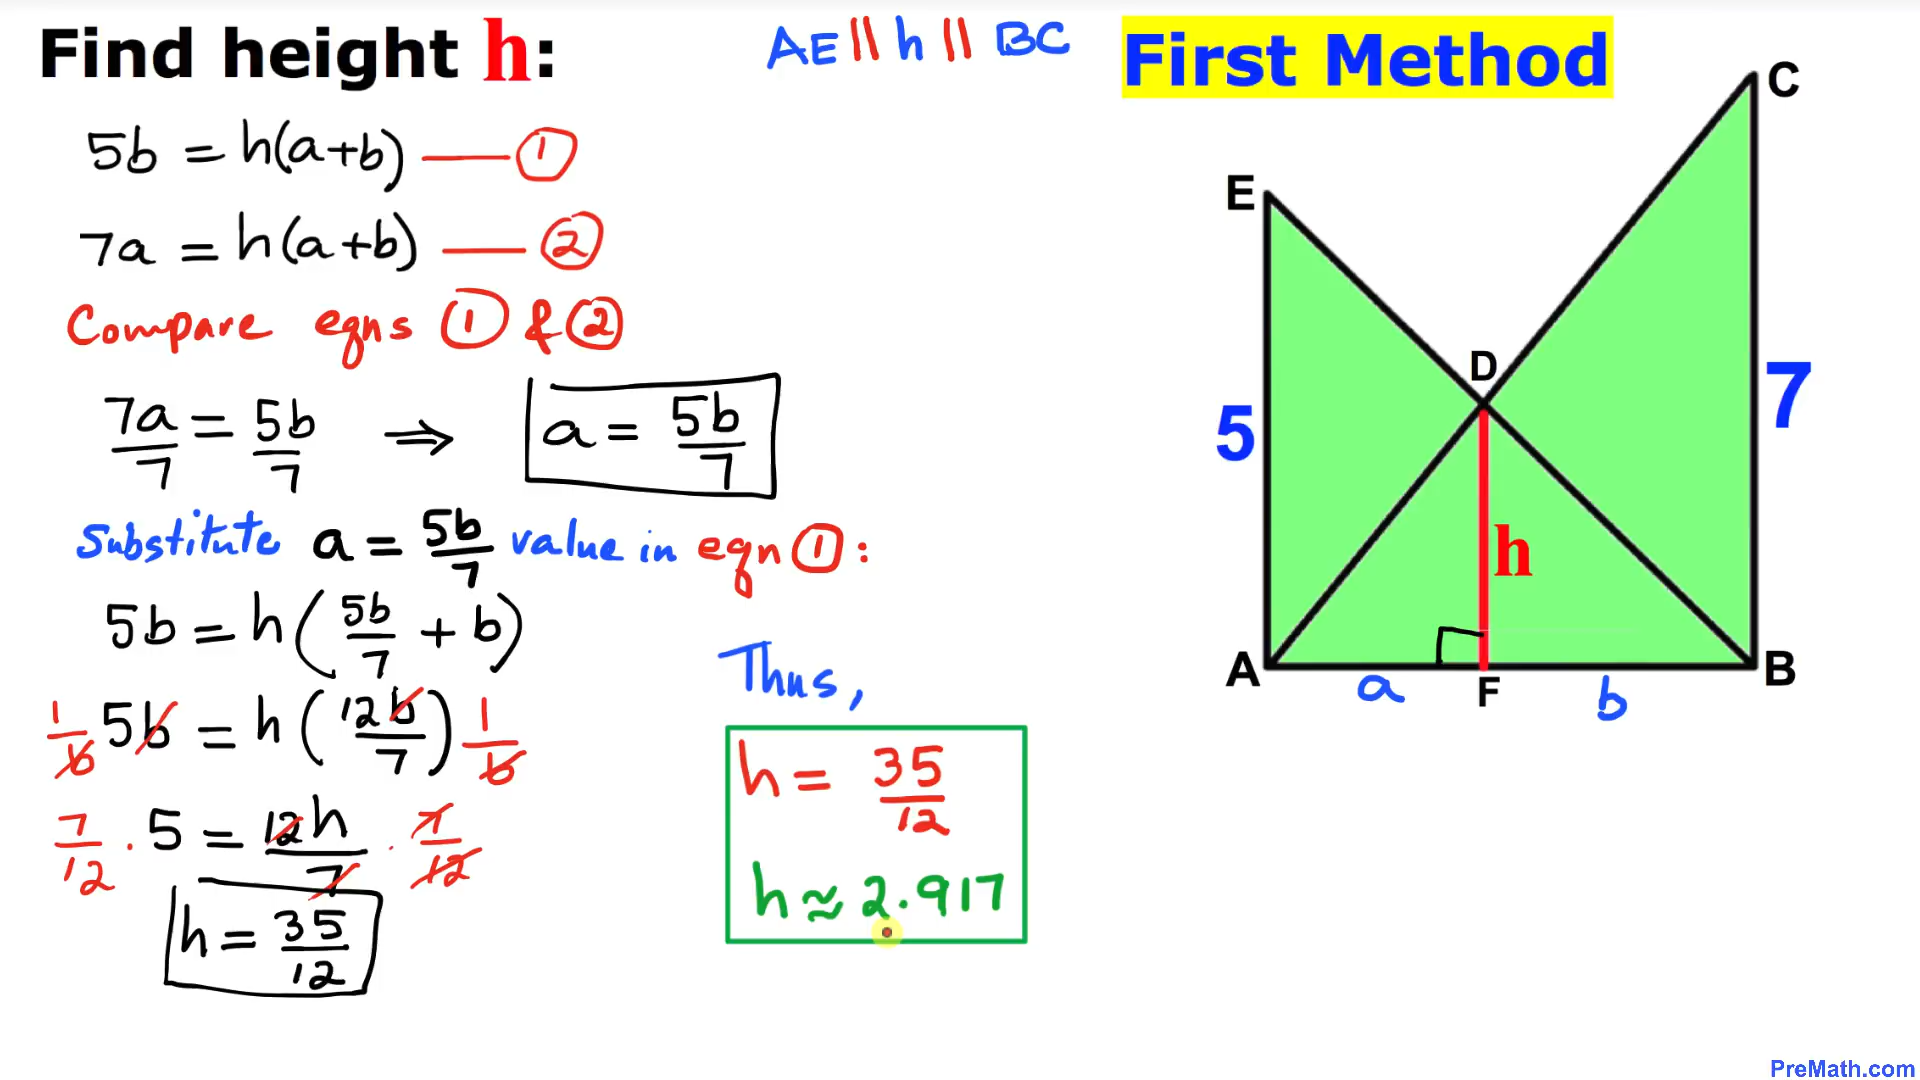 Find height h:
AE || h || BC
First Method
5b = h(a+b) — ①
7a = h(a+b) — ②
Compare eqns ① & ②
7a/7 = 5b/7 ⇒ a = 5b/7
Substitute a = 5b/7 value in eqn ①:
5b = h(5b/7 + b)
1/b 5b = h(12b/7) 1/b
7/12 · 5 = 12h/7 · 7/12
h = 35/12
Thus,
h = 35/12
h ≈ 2.917
C
E
D
5
7
h
A
F
B
a
b
PreMath.com